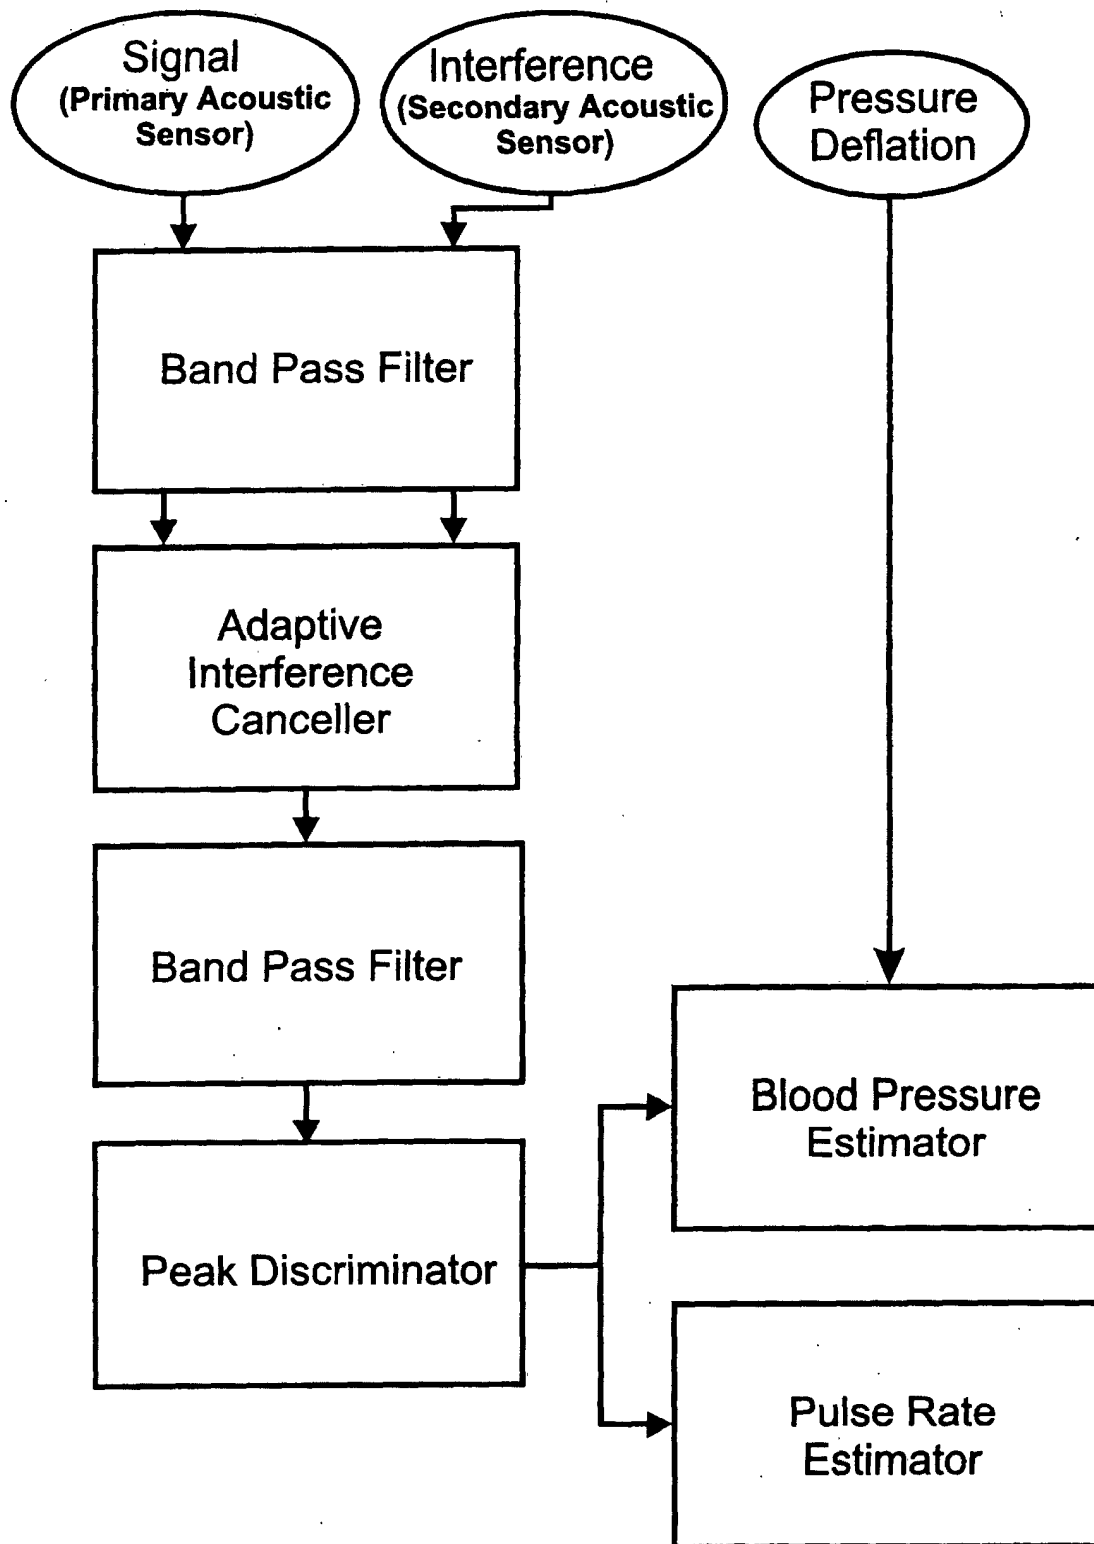 Signal
(Primary Acoustic
Sensor)
Interference
(Secondary Acoustic
Sensor)
Pressure
Deflation
Band Pass Filter
Adaptive
Interference
Canceller
Band Pass Filter
Blood Pressure
Estimator
Peak Discriminator
Pulse Rate
Estimator